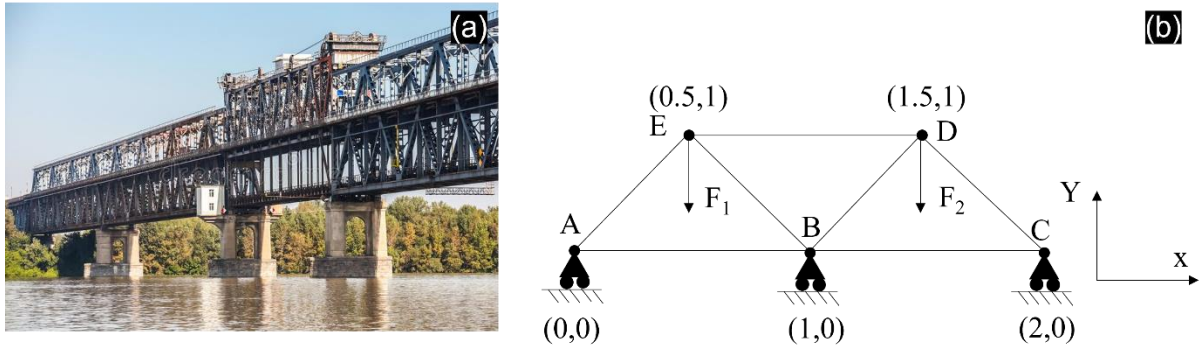 (a)
(b)
(0.5,1)
(1.5,1)
E
D
F₁
F₂
Y
A
B
C
x
(0,0)
(1,0)
(2,0)